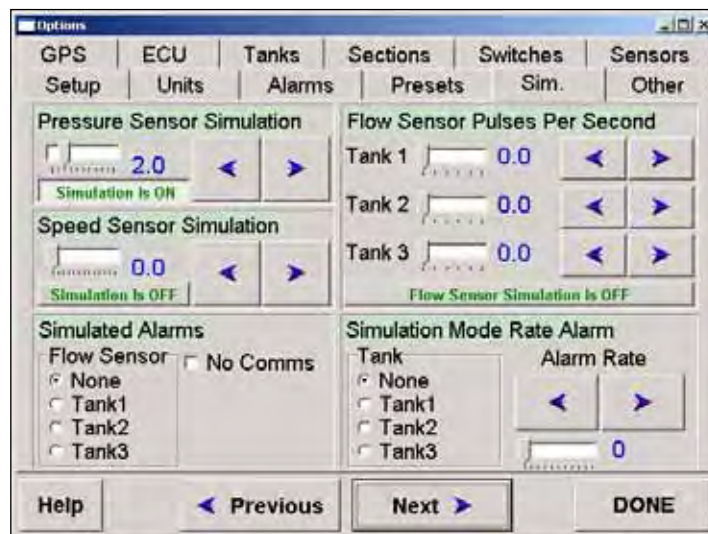 Options
GPS ECU Tanks Sections Switches Sensors
Setup Units Alarms Presets Sim. Other
Pressure Sensor Simulation
2.0
Simulation Is ON
Speed Sensor Simulation
0.0
Simulation Is OFF
Flow Sensor Pulses Per Second
Tank 1 0.0
Tank 2 0.0
Tank 3 0.0
Flow Sensor Simulation Is OFF
Simulated Alarms
Flow Sensor
None
Tank1
Tank2
Tank3
No Comms
Simulation Mode Rate Alarm
Tank
None
Tank1
Tank2
Tank3
Alarm Rate
0
Help Previous Next DONE